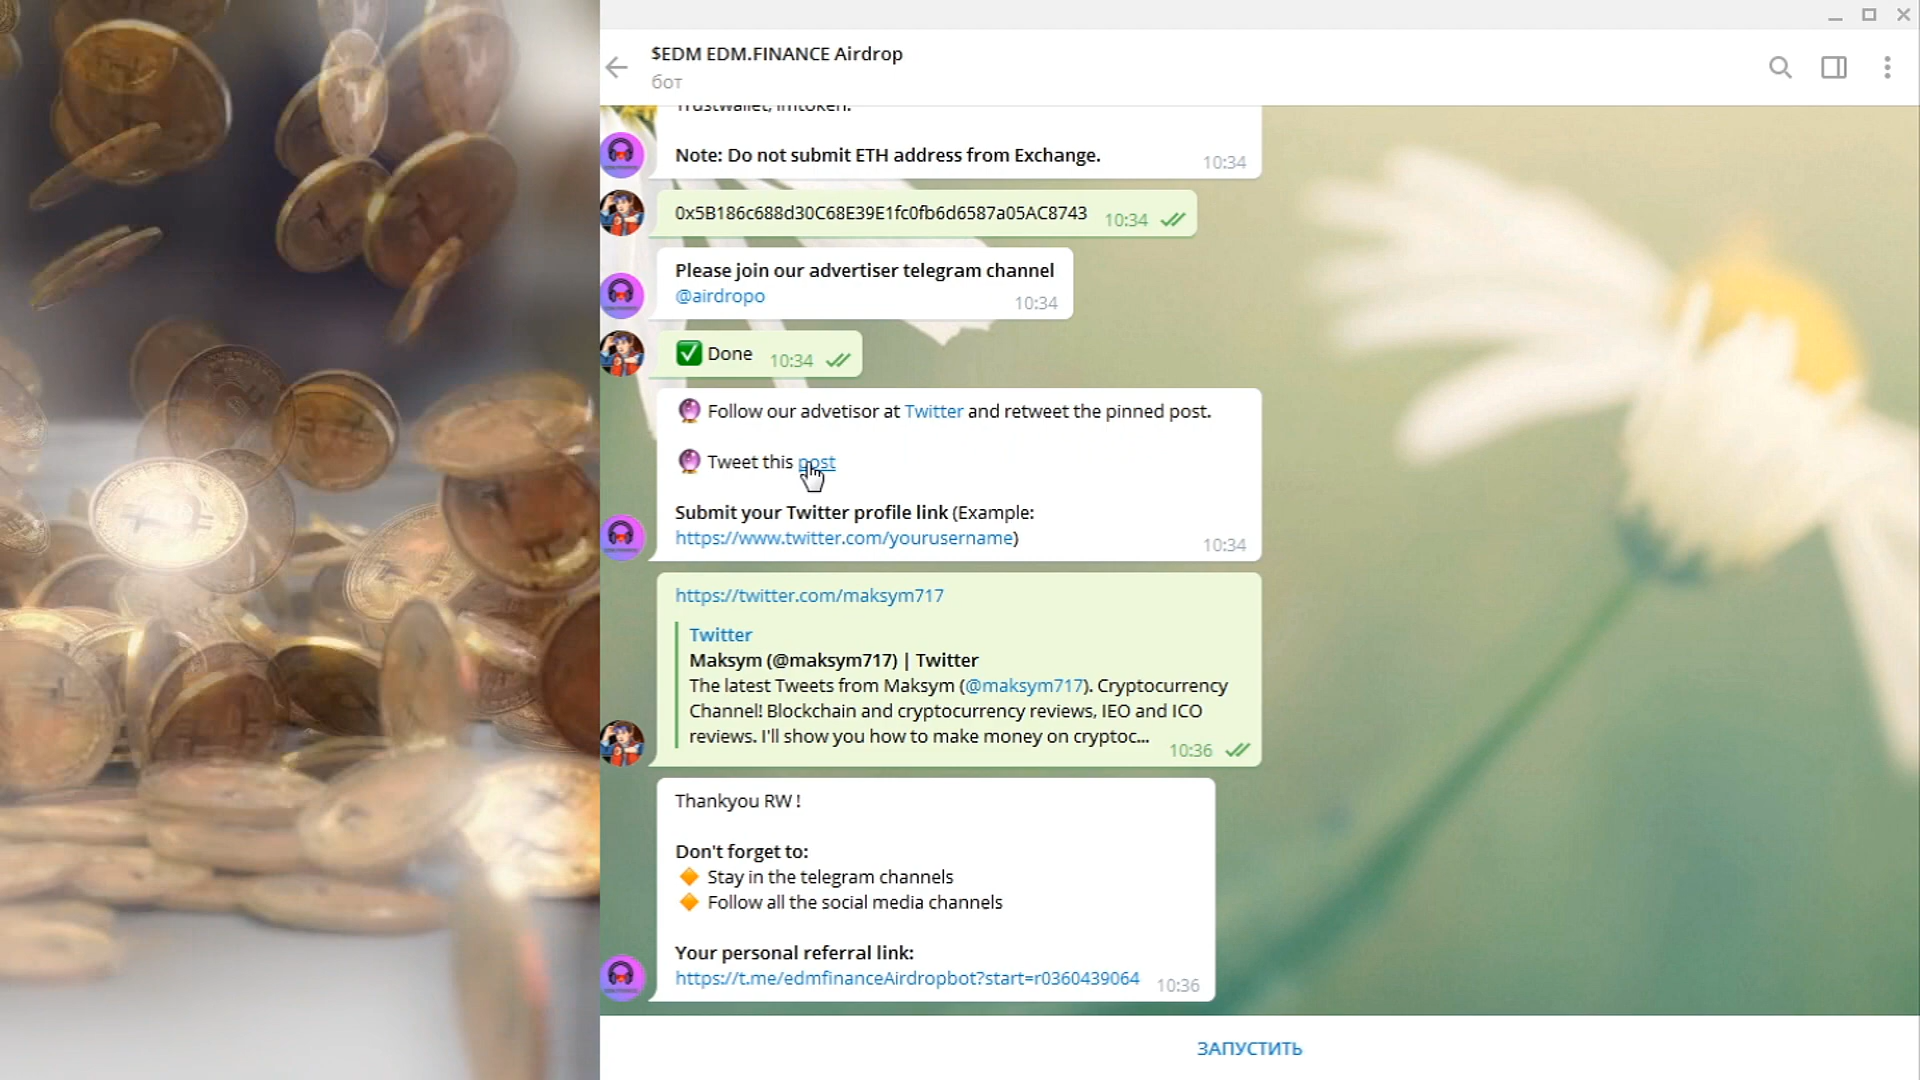 $EDM EDM.FINANCE Airdrop
бот
Trustwallet, Imtoken.
Note: Do not submit ETH address from Exchange.
10:34
0x5B186c688d30C68E39E1fc0fb6d6587a05AC8743
10:34
Please join our advertiser telegram channel
@airdropo
10:34
Done
10:34
Follow our advetisor at Twitter and retweet the pinned post.
Tweet this post
Submit your Twitter profile link (Example:
https://www.twitter.com/yourusername)
10:34
https://twitter.com/maksym717
Twitter
Maksym (@maksym717) | Twitter
The latest Tweets from Maksym (@maksym717). Cryptocurrency
Channel! Blockchain and cryptocurrency reviews, IEO and ICO
reviews. I'll show you how to make money on cryptoc...
10:36
Thankyou RW !
Don't forget to:
Stay in the telegram channels
Follow all the social media channels
Your personal referral link:
https://t.me/edmfinanceAirdropbot?start=r0360439064
10:36
ЗАПУСТИТЬ